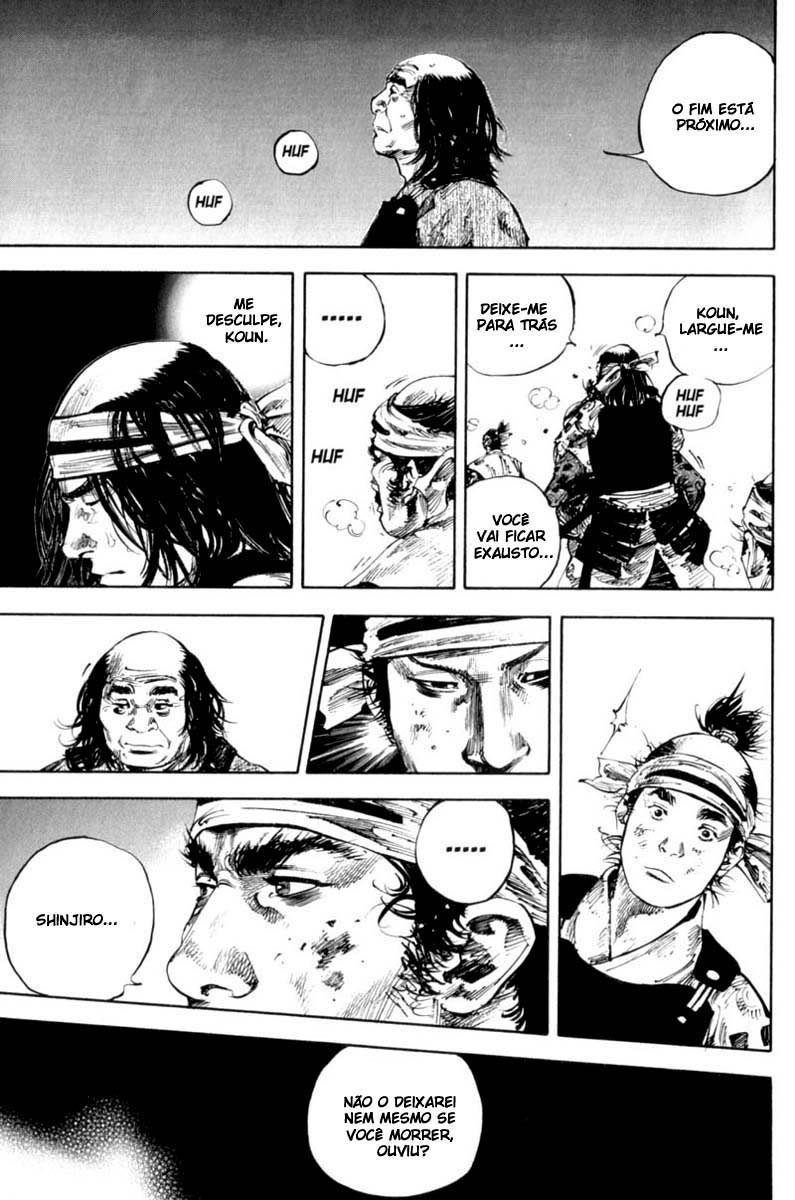 O FIM ESTÁ
PRÓXIMO...
HUF
HUF
KOUN,
LARGUE-ME
...
DEIXE-ME
PARA TRÁS
...
HUF
HUF
VOCÊ
VAI FICAR
EXAUSTO...
.....
HUF
HUF
ME
DESCULPE,
KOUN.
.....
SHINJIRO...
NÃO O DEIXAREI
NEM MESMO SE
VOCÊ MORRER,
OUVIU?